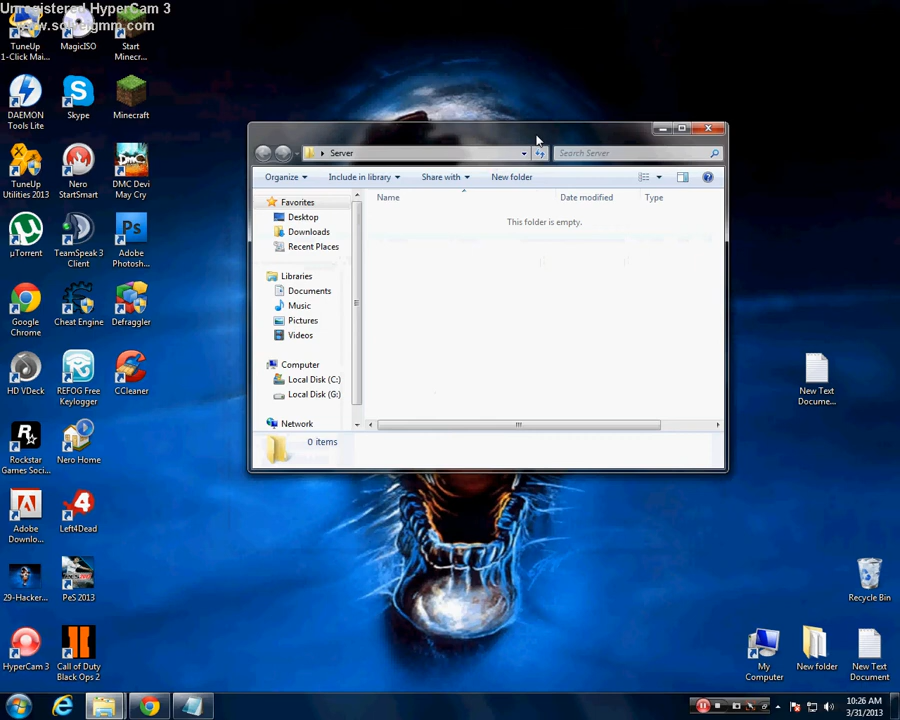 Unregistered HyperCam 3
TuneUp
1-Click Mai...
MagicISO
Start
Minecr...
DAEMON
Tools Lite
Skype
Minecraft
TuneUp
Utilities 2013
Nero
StartSmart
DMC Devi
May Cry
µTorrent
TeamSpeak 3
Client
Adobe
Photosh...
Google
Chrome
Cheat Engine
Defraggler
HD VDeck
REFOG Free
Keylogger
CCleaner
Rockstar
Games Soci...
Nero Home
Adobe
Downlo...
Left4Dead
29-Hacker...
PeS 2013
HyperCam 3
Call of Duty
Black Ops 2
Server
Search Server
Organize
Include in library
Share with
New folder
Name
Date modified
Type
This folder is empty.
Favorites
Desktop
Downloads
Recent Places
Libraries
Documents
Music
Pictures
Videos
Computer
Local Disk (C:)
Local Disk (G:)
Network
0 items
New Text
Docume...
Recycle Bin
My
Computer
New folder
New Text
Document
10:26 AM
3/31/2013